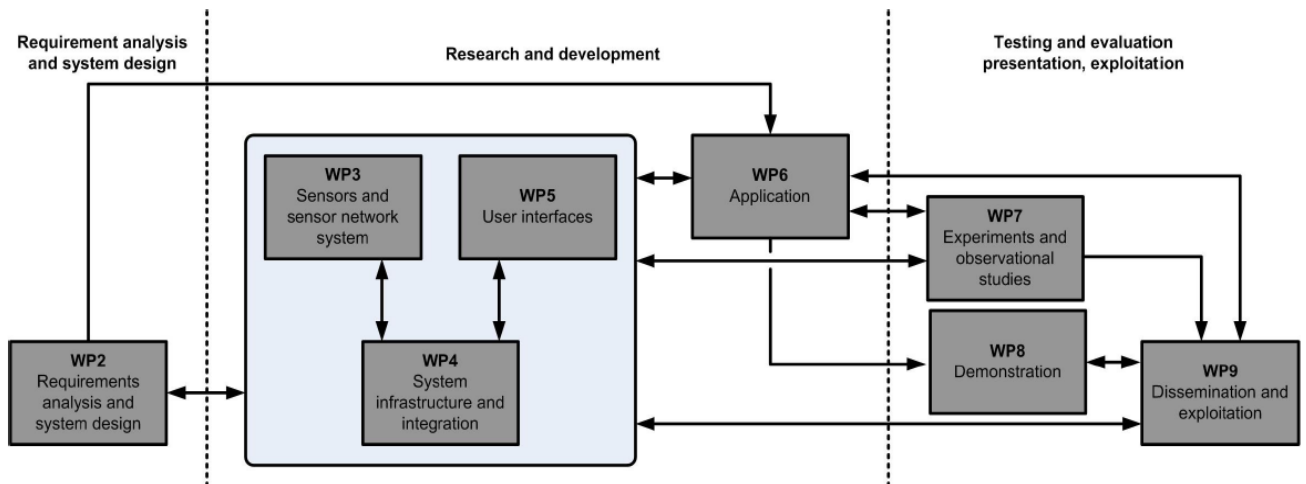 Requirement analysis
and system design
Research and development
Testing and evaluation
presentation, exploitation
WP3
Sensors and
sensor network
system
WP5
User interfaces
WP6
Application
WP7
Experiments and
observational
studies
WP2
Requirements
analysis and
system design
WP4
System
infrastructure and
integration
WP8
Demonstration
WP9
Dissemination and
exploitation